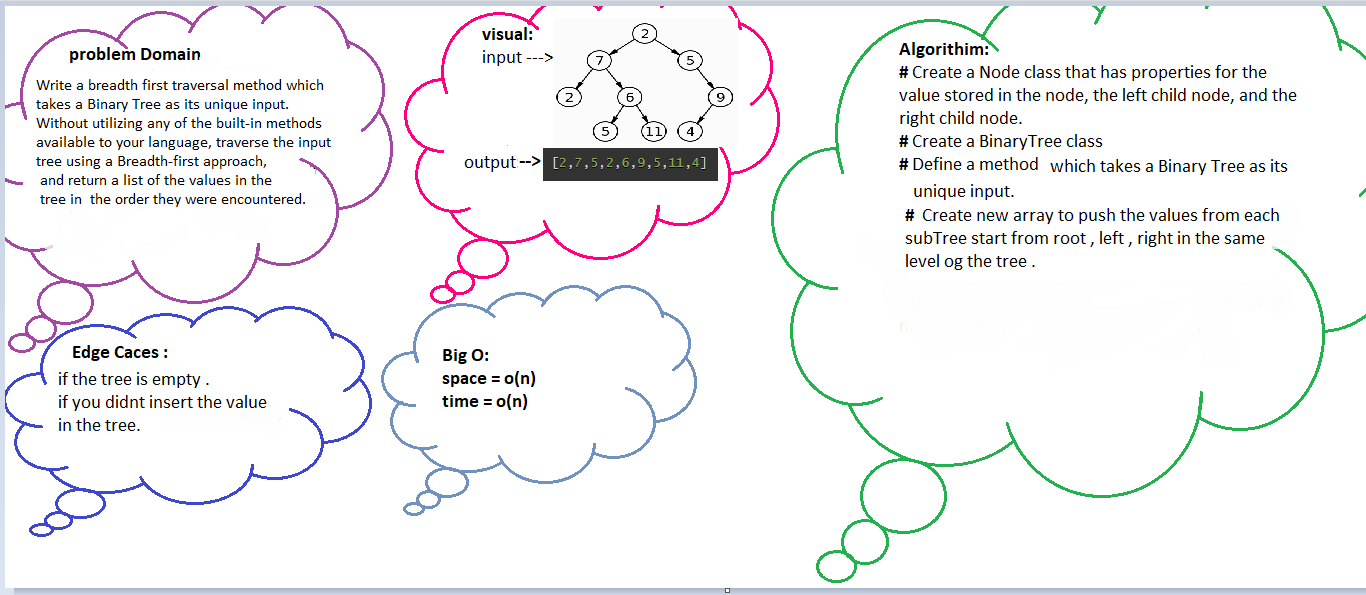 problem Domain
Write a breadth first traversal method which
takes a Binary Tree as its unique input.
Without utilizing any of the built-in methods
available to your language, traverse the input
tree using a Breadth-first approach,
and return a list of the values in the
tree in the order they were encountered.
visual:
input --->
2
7 5
2 6 9
5 11 4
output -->
[2,7,5,2,6,9,5,11,4]
Algorithim:
# Create a Node class that has properties for the
value stored in the node, the left child node, and the
right child node.
# Create a BinaryTree class
# Define a method which takes a Binary Tree as its
unique input.
# Create new array to push the values from each
subTree start from root , left , right in the same
level og the tree .
Edge Caces :
if the tree is empty .
if you didnt insert the value
in the tree.
Big O:
space = o(n)
time = o(n)